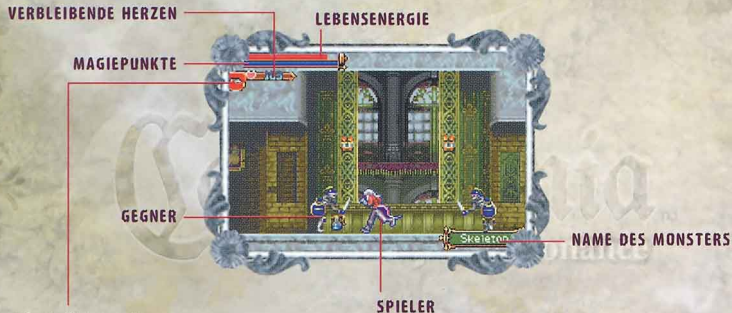 VERBLEIBENDE HERZEN
LEBENSENERGIE
MAGIEPUNKTE
GEGNER
Skeleton
NAME DES MONSTERS
SPIELER